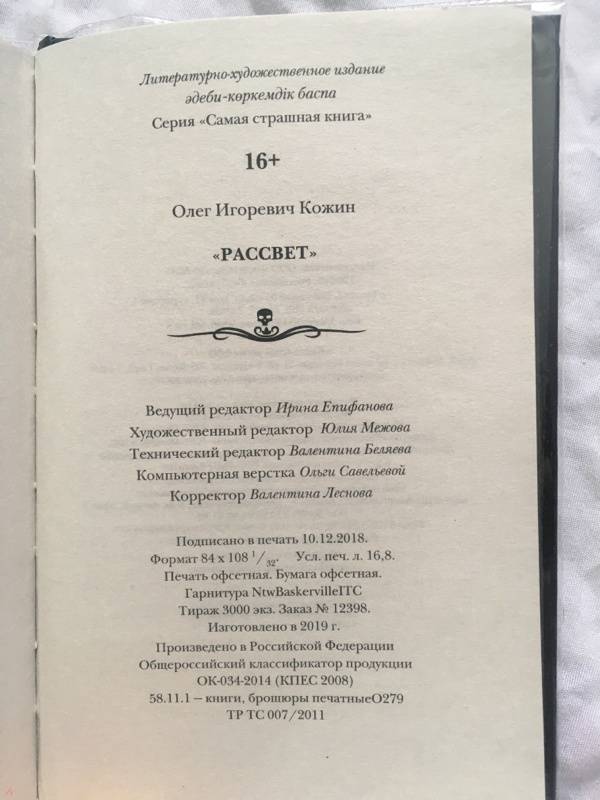 Литературно-художественное издание
әдеби-көркемдік баспа
Серия «Самая страшная книга»
16+
Олег Игоревич Кожин
«РАССВЕТ»
Ведущий редактор Ирина Епифанова
Художественный редактор Юлия Межова
Технический редактор Валентина Беляева
Компьютерная верстка Ольги Савельевой
Корректор Валентина Леснова
Подписано в печать 10.12.2018.
Формат 84 x 108 1/32. Усл. печ. л. 16,8.
Печать офсетная. Бумага офсетная.
Гарнитура NtwBaskervilleITC
Тираж 3000 экз. Заказ № 12398.
Изготовлено в 2019 г.
Произведено в Российской Федерации
Общероссийский классификатор продукции
ОК-034-2014 (КПЕС 2008)
58.11.1 — книги, брошюры печатныеО279
ТР ТС 007/2011